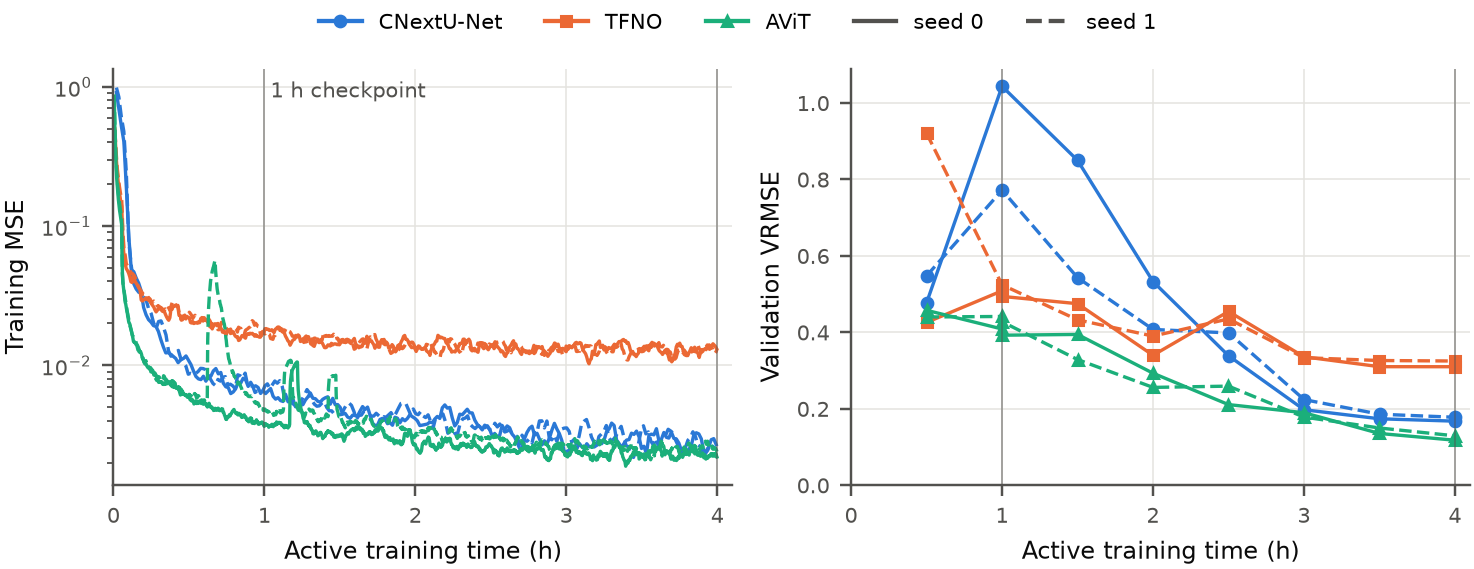 CNextU-Net TFNO AViT seed 0 seed 1
Training MSE
10⁰
10⁻¹
10⁻²
1 h checkpoint
0 1 2 3 4
Active training time (h)
Validation VRMSE
1.0
0.8
0.6
0.4
0.2
0.0
0 1 2 3 4
Active training time (h)